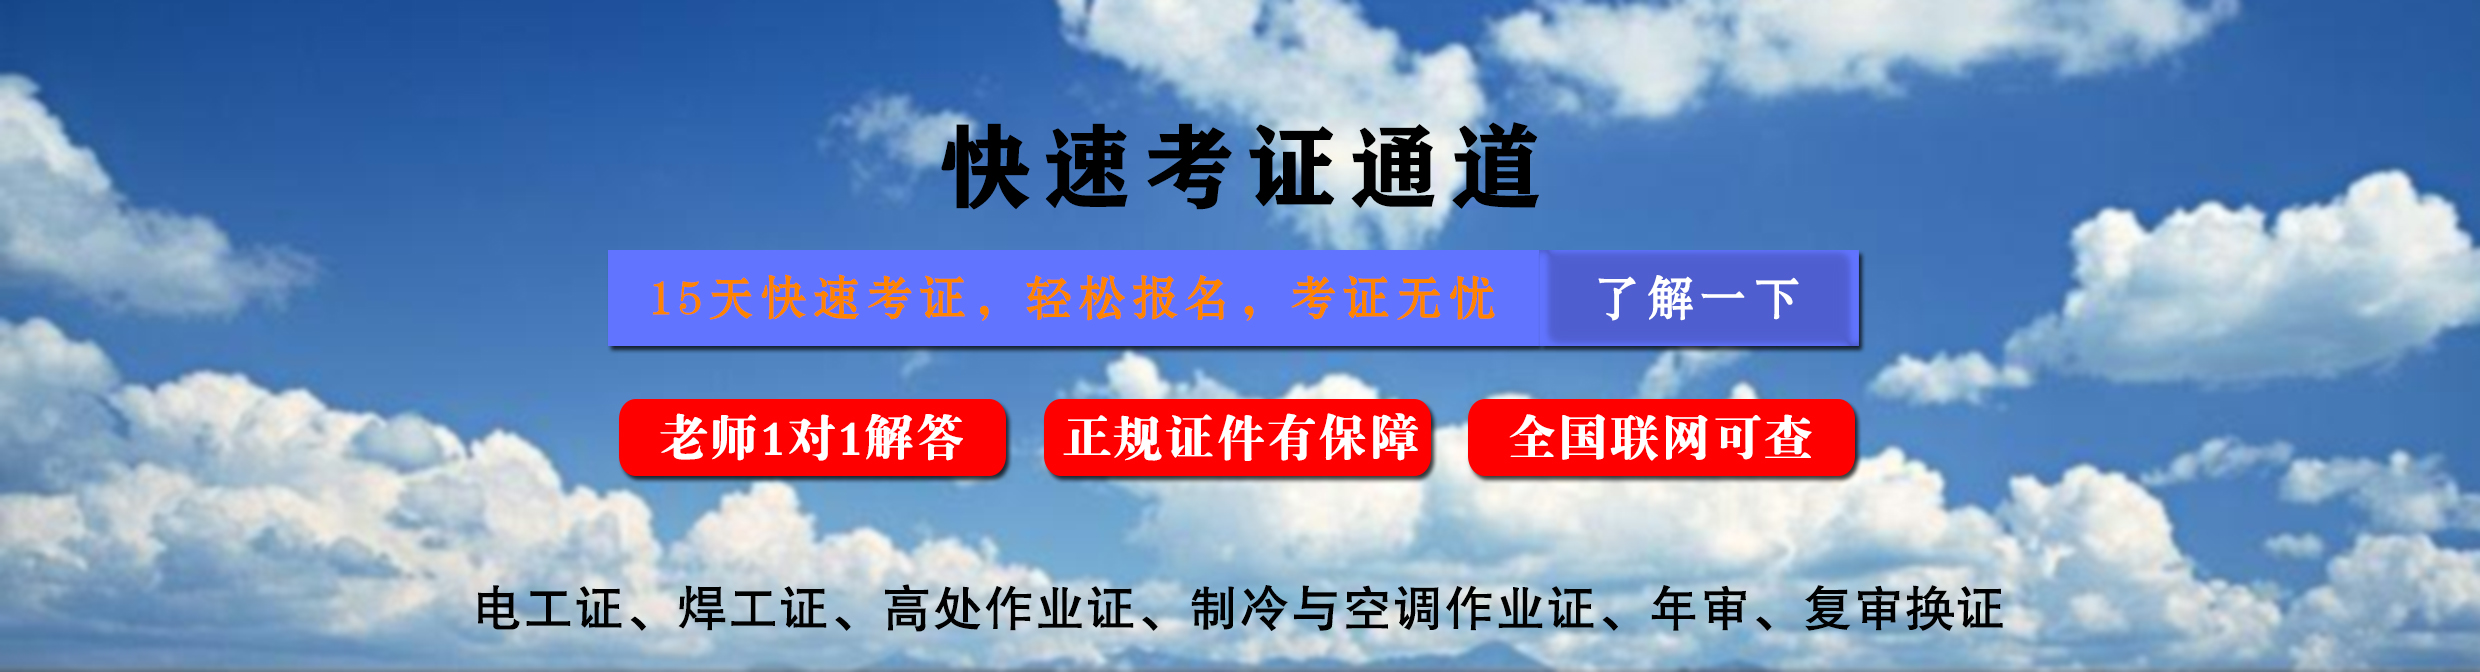 快速考证通道
15天快速考证，轻松报名，考证无忧 了解一下
老师1对1解答 正规证件有保障 全国联网可查
电工证、焊工证、高处作业证、制冷与空调作业证、年审、复审换证